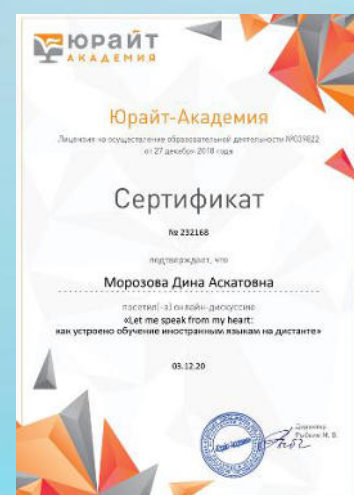 юрайт
АКАДЕМИЯ
Юрайт-Академия
Лицензия на осуществление образовательной деятельности №039822
от 27 декабря 2018 года
Сертификат
№ 232168
подтверждает, что
Морозова Дина Аскатовна
посетил(-а) онлайн-дискуссию
«Let me speak from my heart:
как устроено обучение иностранным языкам на дистанте»
03.12.20
Директор
Рыбкин М. В.